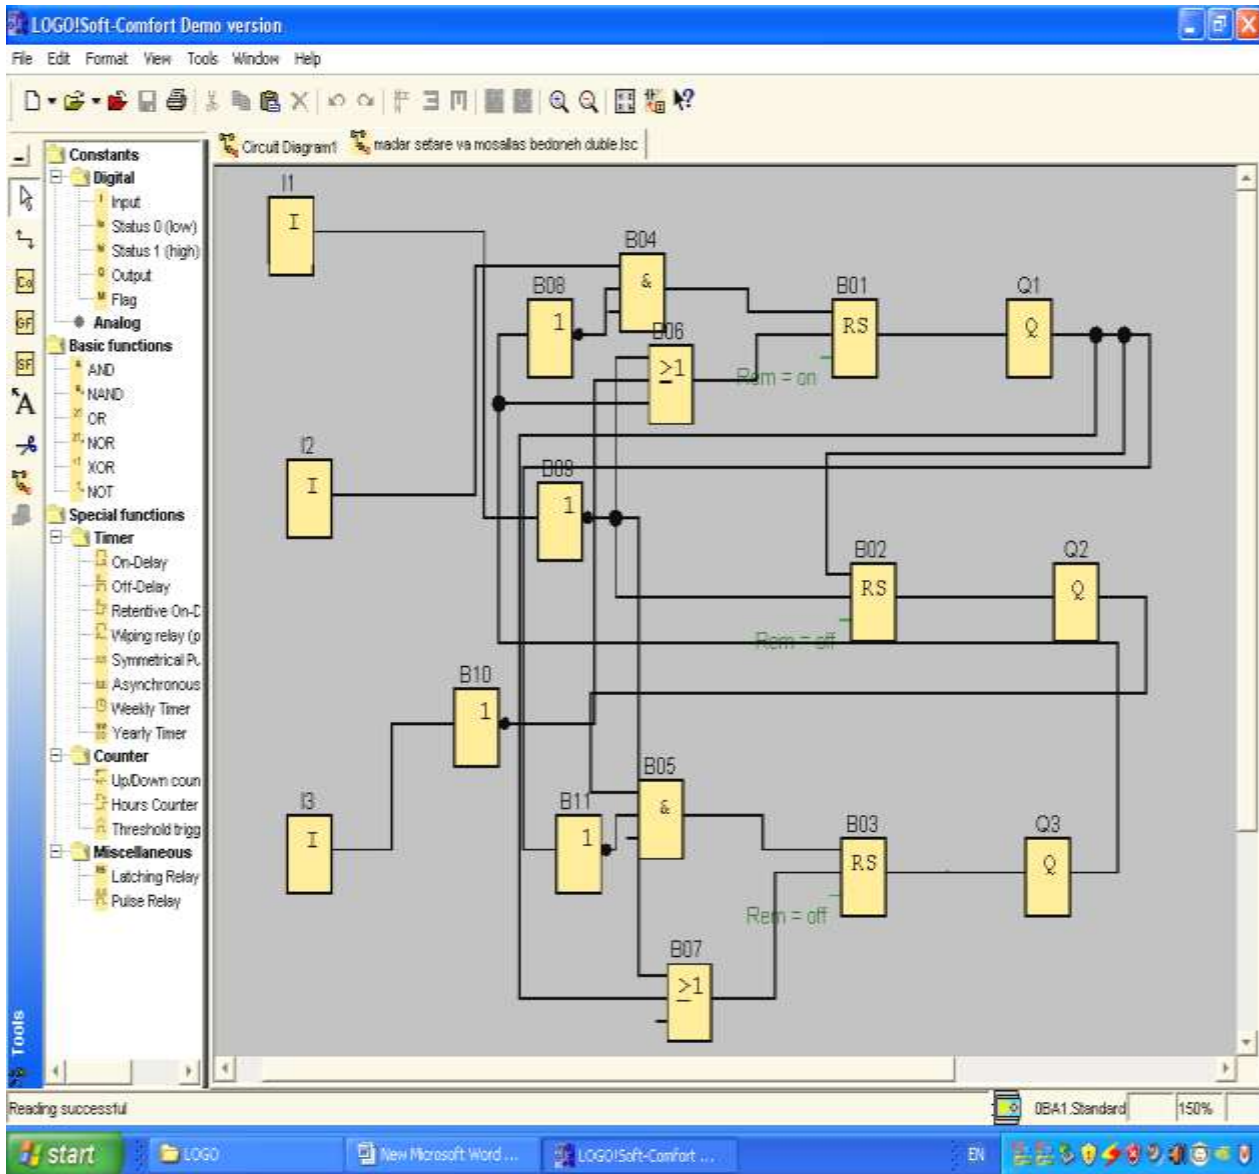 LOGO!Soft-Comfort Demo version
File Edit Format View Tools Window Help
Circuit Diagram1 madar setare va mosallas bedoneh duble.lsc
Constants
Digital
Input
Status 0 (low)
Status 1 (high)
Output
Flag
Analog
Basic functions
AND
NAND
OR
NOR
XOR
NOT
Special functions
Timer
On-Delay
Off-Delay
Retentive On-D
Wiping relay (p
Symmetrical Pu
Asynchronous
Weekly Timer
Yearly Timer
Counter
Up/Down coun
Hours Counter
Threshold trigg
Miscellaneous
Latching Relay
Pulse Relay
Co
GF
SF
A
Tools
I1
I
B04
&
B08
1
B01
RS
Q1
Q
B06
>1
Rem = on
I2
I
B09
1
B02
RS
Q2
Q
Rem = off
B10
1
B05
&
I3
I
B11
1
B03
RS
Q3
Q
Rem = off
B07
>1
Reading successful
0BA1.Standard 150%
start LOGO New Microsoft Word ... LOGO!Soft-Comfort ... EN